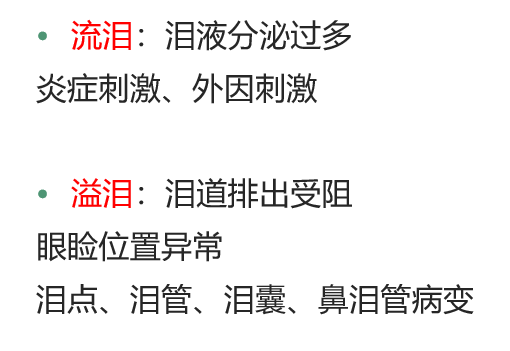 • 流泪：泪液分泌过多
炎症刺激、外因刺激
• 溢泪：泪道排出受阻
眼睑位置异常
泪点、泪管、泪囊、鼻泪管病变